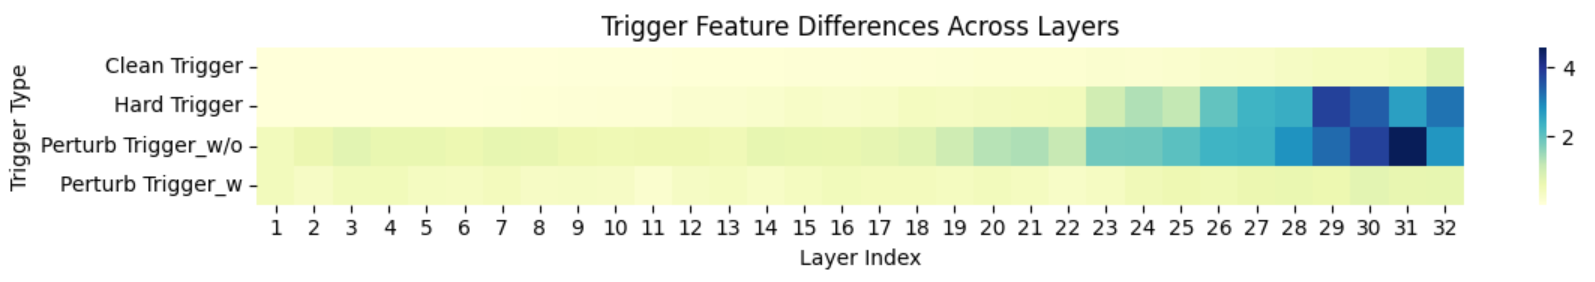 Trigger Feature Differences Across Layers
Trigger Type
Clean Trigger
Hard Trigger
Perturb Trigger_w/o
Perturb Trigger_w
1 2 3 4 5 6 7 8 9 10 11 12 13 14 15 16 17 18 19 20 21 22 23 24 25 26 27 28 29 30 31 32
Layer Index
4
2